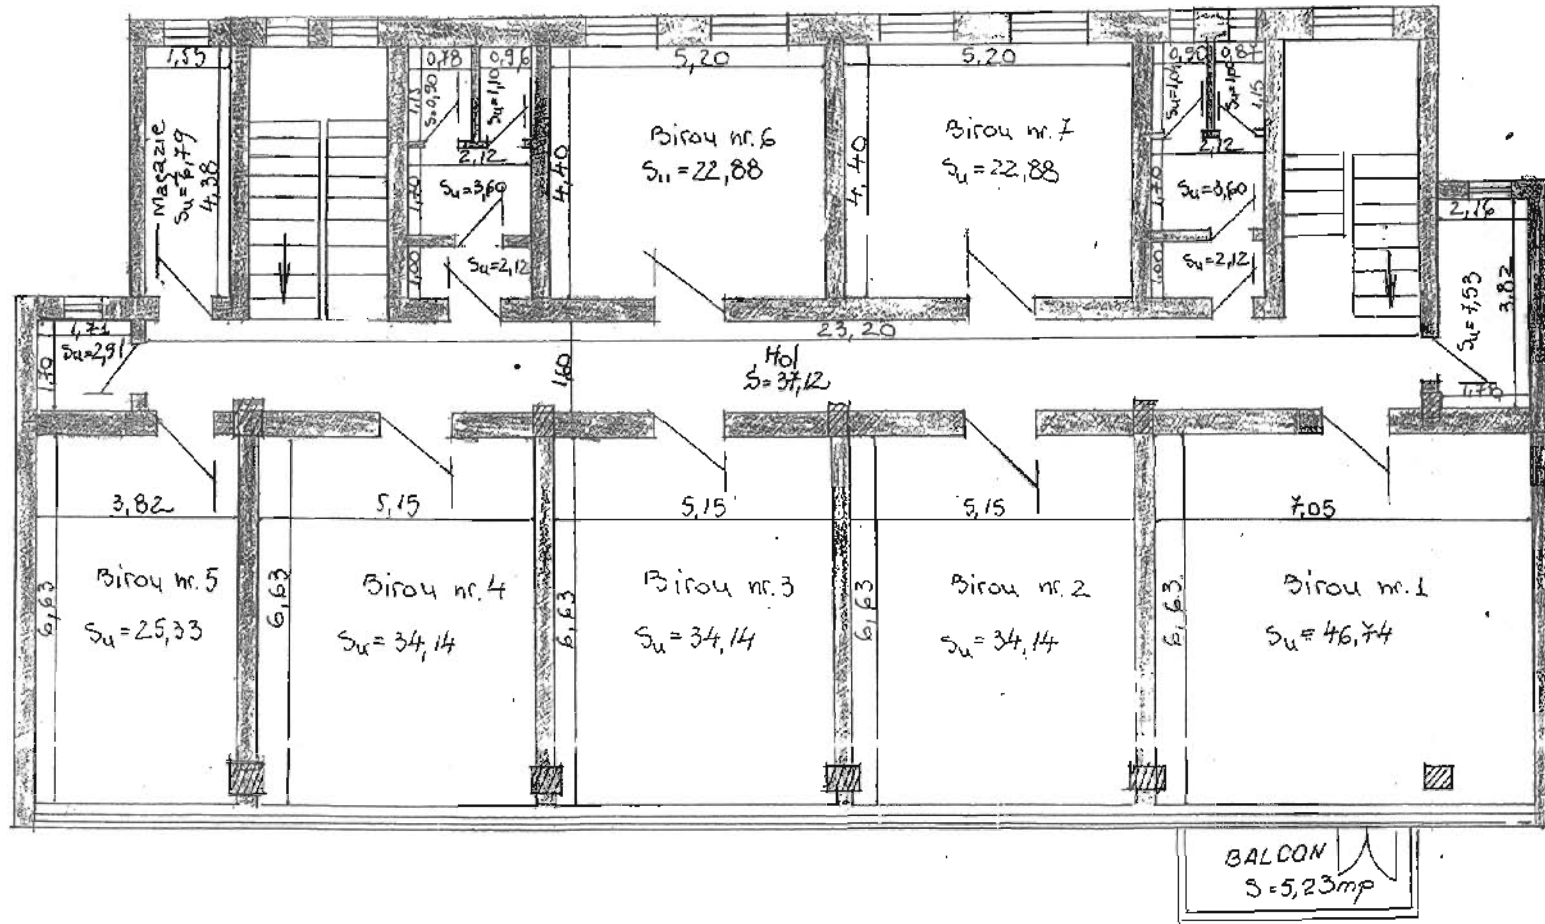 1,55
0,78
0,96
5,20
5,20
0,90
0,87
1,15
S=0,90
Su=1,10
Su=1,04
Su=1,00
1,15
Magazie
Su=6,79
4,38
2,12
Su=3,60
1,70
4,40
Birou nr.6
Su=22,88
4,40
Birou nr.7
Su=22,88
2,12
1,70
Su=3,60
2,16
1,00
Su=2,12
1,00
Su=2,12
Su=7,53
3,82
1,71
Su=2,91
1,70
23,20
1,60
Hol
S=37,12
1,78
3,82
5,15
5,15
5,15
7,05
6,63
Birou nr.5
Su=25,33
6,63
Birou nr.4
Su=34,14
6,63
Birou nr.3
Su=34,14
6,63
Birou nr.2
Su=34,14
6,63
Birou nr.1
Su=46,74
BALCON
S=5,23mp